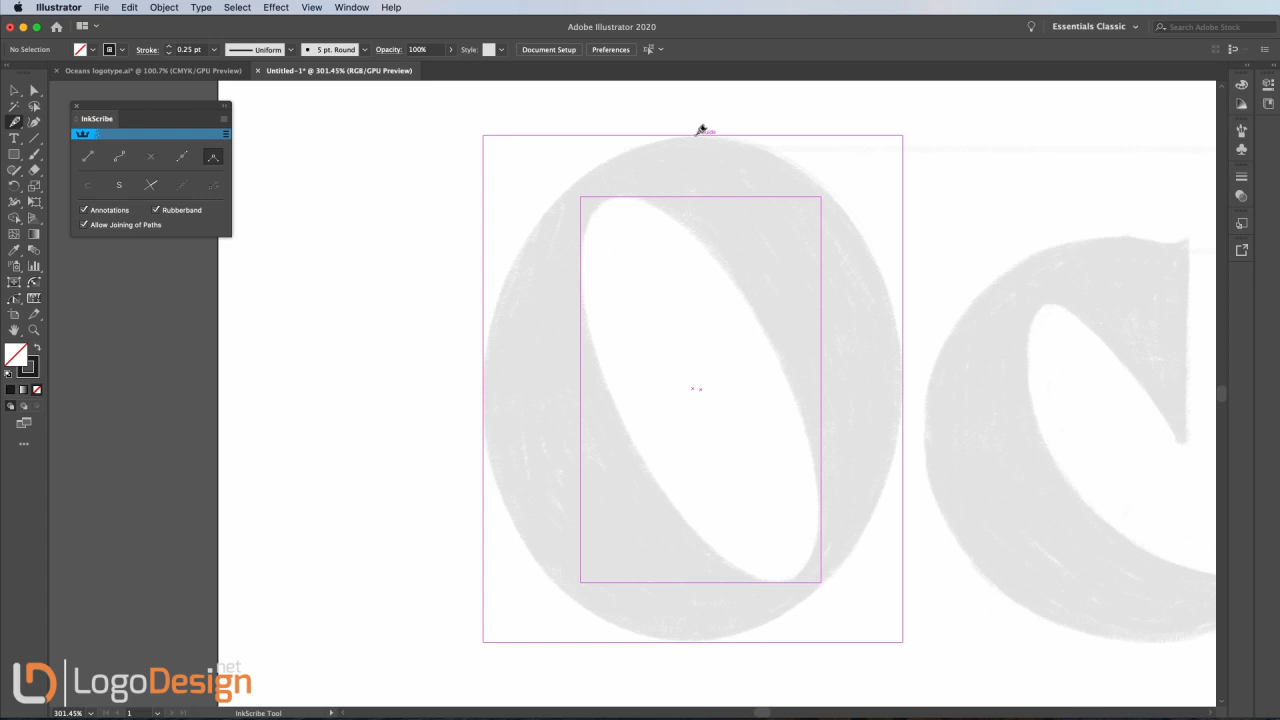 Illustrator File Edit Object Type Select Effect View Window Help
Adobe Illustrator 2020
Essentials Classic
Search Adobe Stock
No Selection Stroke: 0.25 pt Uniform 5 pt. Round Opacity: 100% Style: Document Setup Preferences
Oceans logotype.ai* @ 100.7% (CMYK/GPU Preview) Untitled-1* @ 301.45% (RGB/GPU Preview)
InkScribe
S
Annotations Rubberband
Allow Joining of Paths
OC
LogoDesign
.net
301.45% 1 InkScribe Tool